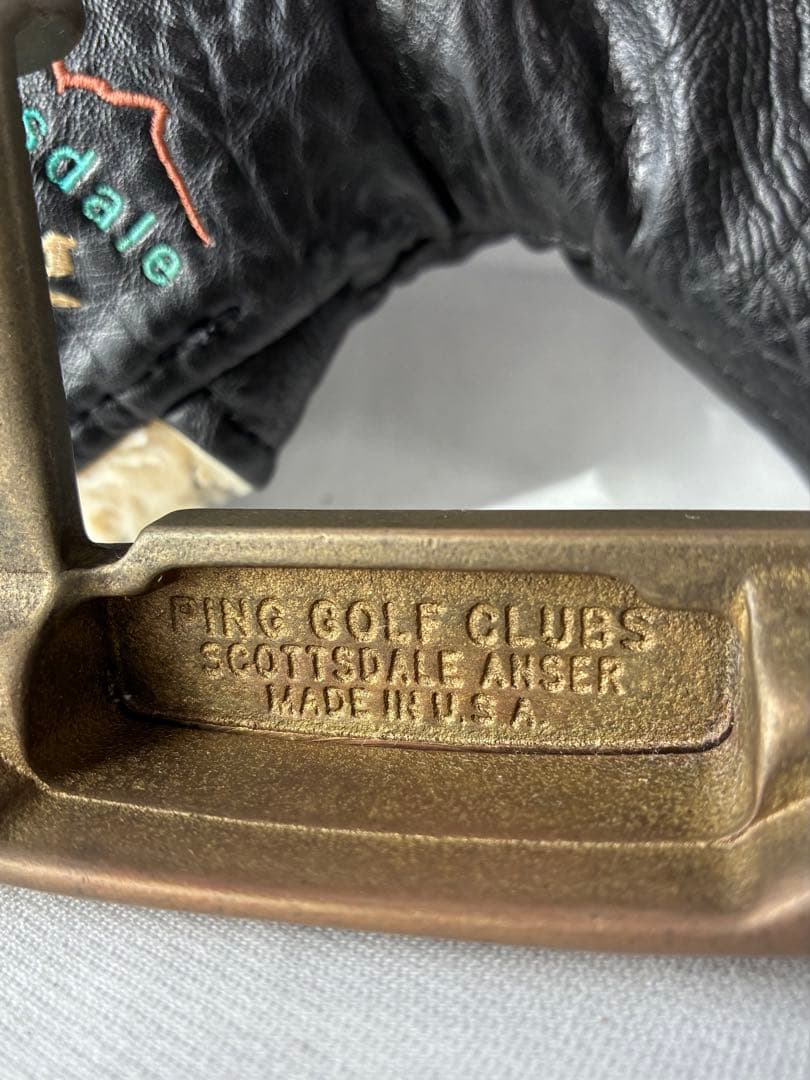 sdale
PING GOLF CLUBS
SCOTTSDALE ANSER
MADE IN U.S.A.